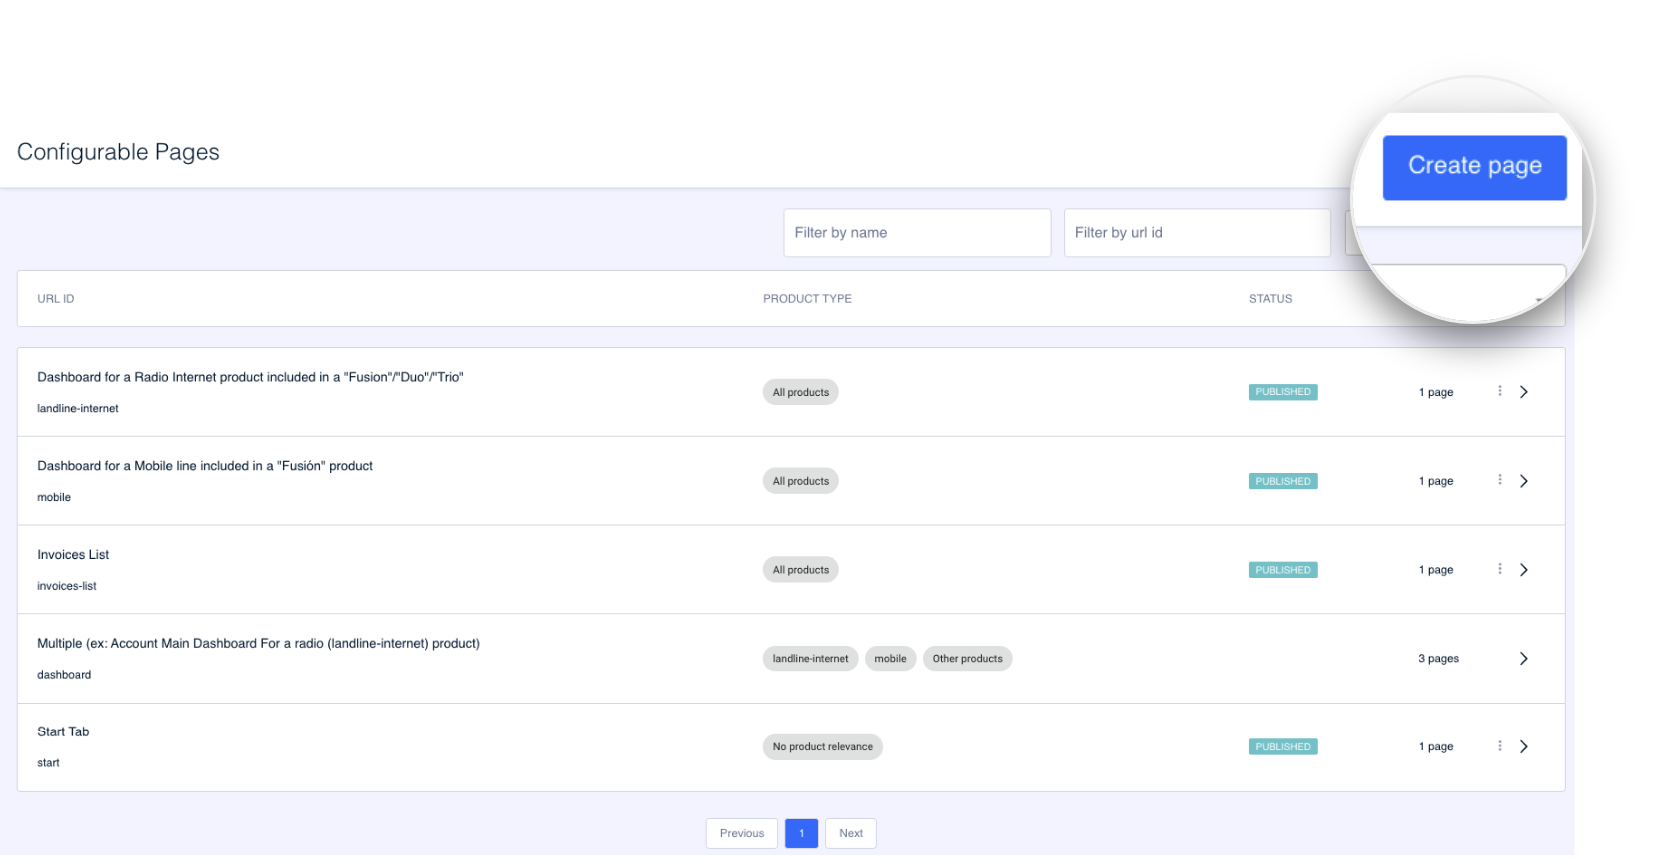 Configurable Pages
Create page
Filter by name
Filter by url id
URL ID
PRODUCT TYPE
STATUS
Dashboard for a Radio Internet product included in a "Fusion"/"Duo"/"Trio"
landline-internet
All products
PUBLISHED
1 page
Dashboard for a Mobile line included in a "Fusión" product
mobile
All products
PUBLISHED
1 page
Invoices List
invoices-list
All products
PUBLISHED
1 page
Multiple (ex: Account Main Dashboard For a radio (landline-internet) product)
dashboard
landline-internet
mobile
Other products
3 pages
Start Tab
start
No product relevance
PUBLISHED
1 page
Previous
1
Next